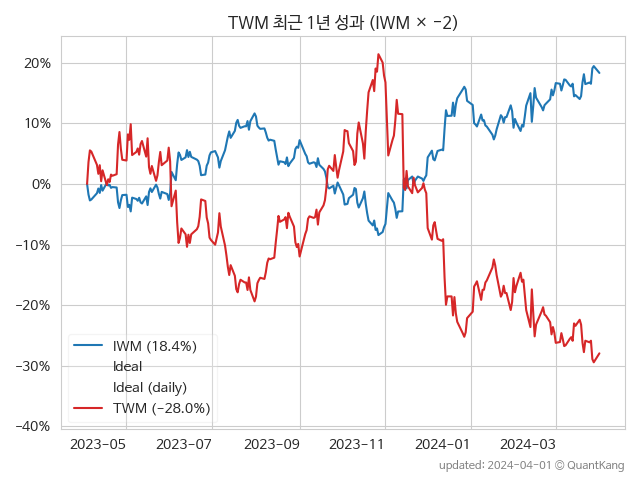 TWM 최근 1년 성과 (IWM × −2)
20%
10%
0%
−10%
−20%
−30%
−40%
IWM (18.4%)
Ideal
Ideal (daily)
TWM (−28.0%)
2023-05 2023-07 2023-09 2023-11 2024-01 2024-03
updated: 2024-04-01 © QuantKang